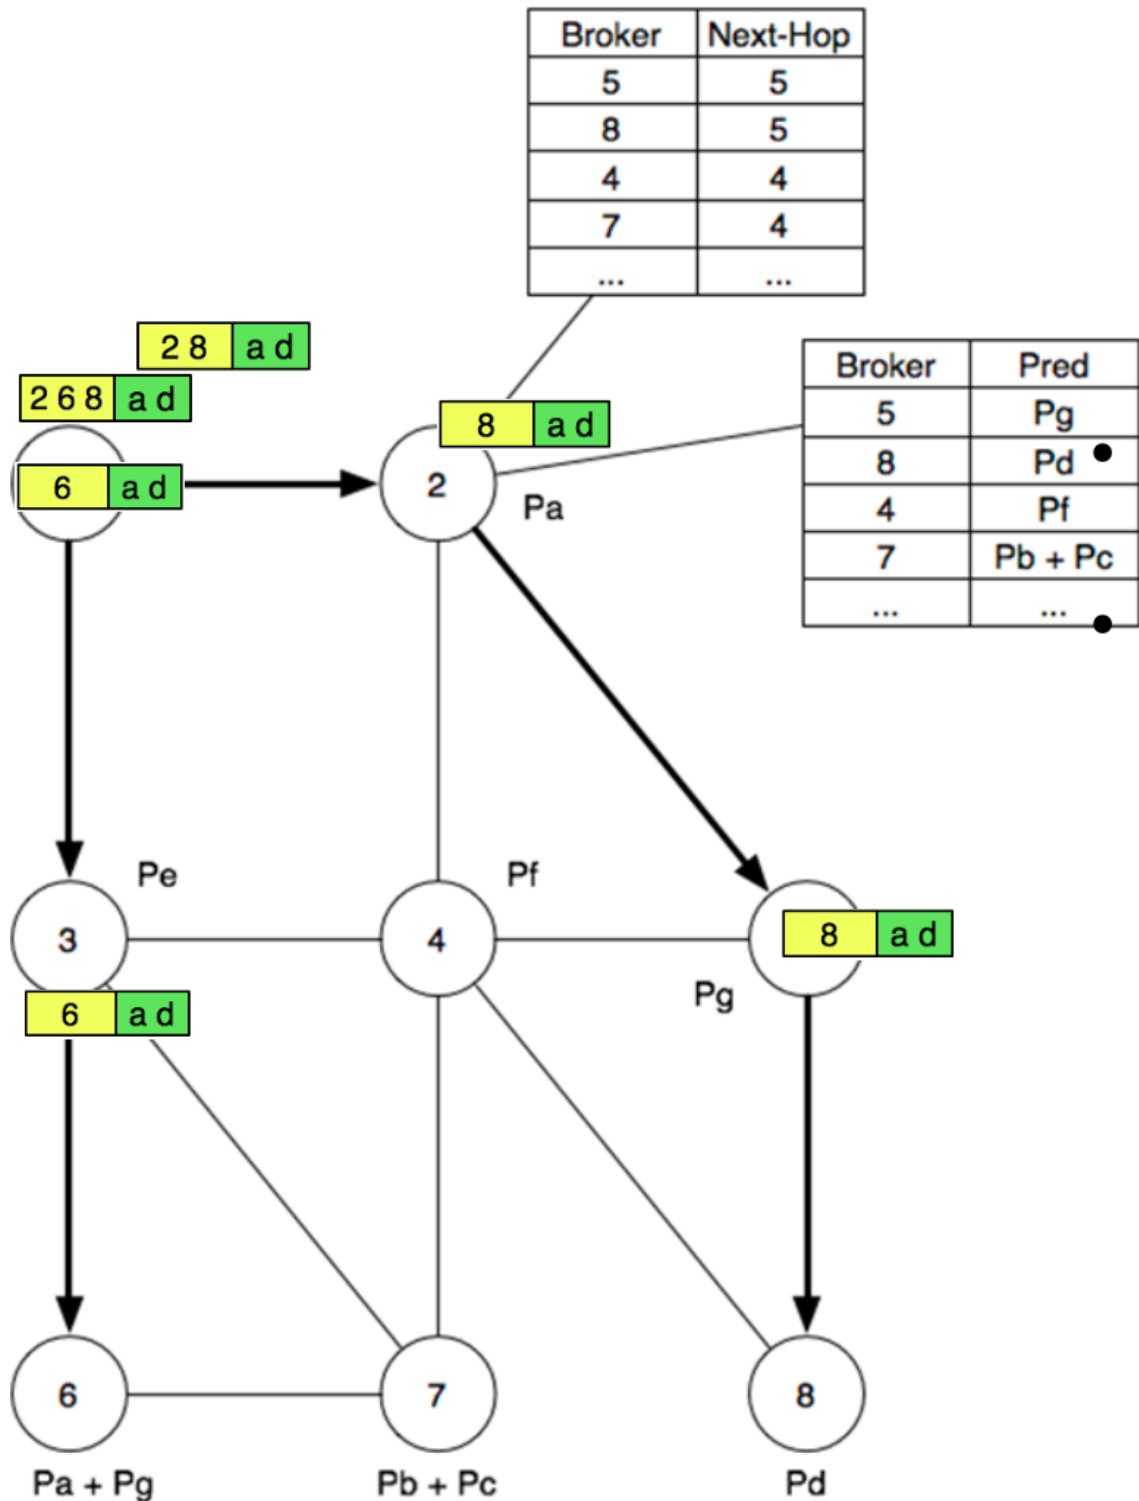 Broker Next-Hop
5 5
8 5
4 4
7 4
... ...
2 8 a d
2 6 8 a d
8 a d
6 a d
2
Pa
Broker Pred
5 Pg
8 Pd
4 Pf
7 Pb + Pc
... ...
Pe
Pf
3
4
8 a d
Pg
6 a d
6
7
8
Pa + Pg
Pb + Pc
Pd